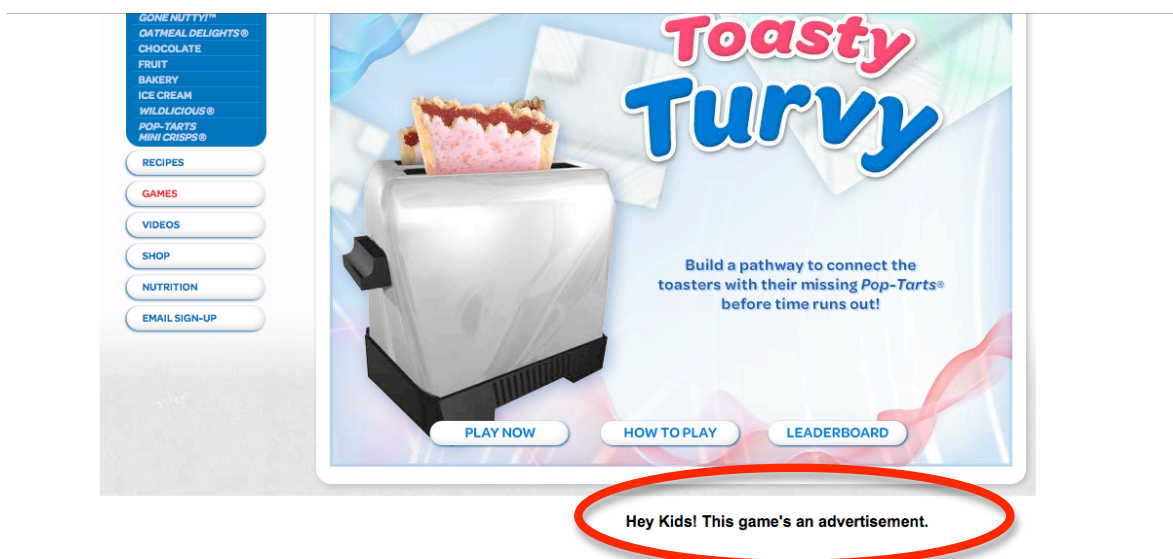 GONE NUTTY!™
OATMEAL DELIGHTS®
CHOCOLATE
FRUIT
BAKERY
ICE CREAM
WILDLICIOUS®
POP-TARTS
MINI CRISPS®
RECIPES
GAMES
VIDEOS
SHOP
NUTRITION
EMAIL SIGN-UP
Toasty
Turvy
Build a pathway to connect the
toasters with their missing Pop-Tarts®
before time runs out!
PLAY NOW
HOW TO PLAY
LEADERBOARD
Hey Kids! This game's an advertisement.